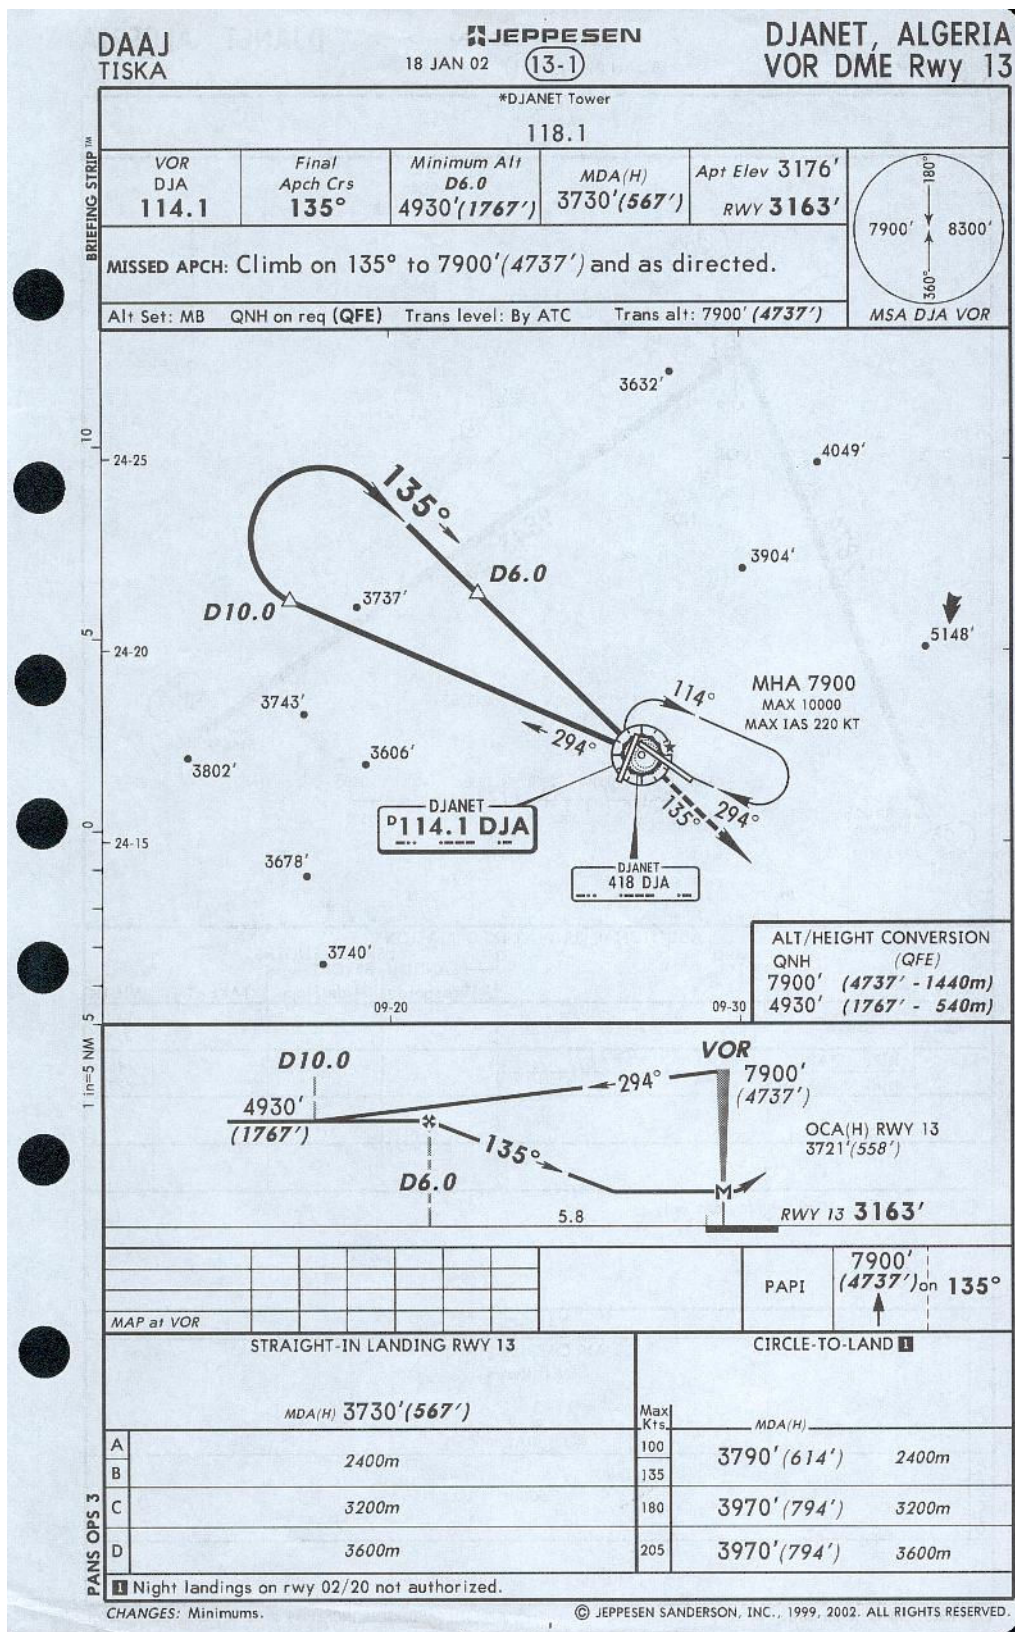 DAAJ
TISKA
JEPPESEN
18 JAN 02
13-1
DJANET, ALGERIA
VOR DME Rwy 13
BRIEFING STRIP™
*DJANET Tower
118.1
VOR
DJA
114.1
Final
Apch Crs
135°
Minimum Alt
D6.0
4930'(1767')
MDA(H)
3730'(567')
Apt Elev 3176'
RWY 3163'
MISSED APCH: Climb on 135° to 7900'(4737') and as directed.
Alt Set: MB QNH on req (QFE) Trans level: By ATC Trans alt: 7900' (4737')
180°
7900' 8300'
360°
MSA DJA VOR
3632'
10
24-25
4049'
135°
3904'
D6.0
D10.0
3737'
5
24-20
5148'
MHA 7900
MAX 10000
MAX IAS 220 KT
114°
3743'
294°
3606'
3802'
DJANET
D114.1 DJA
135°
294°
0
24-15
3678'
DJANET
418 DJA
3740'
ALT/HEIGHT CONVERSION
QNH (QFE)
7900' (4737' - 1440m)
4930' (1767' - 540m)
09-20
09-30
5
1 in=5 NM
D10.0
VOR
294°
7900'
(4737')
4930'
(1767')
OCA(H) RWY 13
3721'(558')
135°
D6.0
M
5.8
RWY 13 3163'
MAP at VOR
PAPI
7900'
(4737') on 135°
STRAIGHT-IN LANDING RWY 13
CIRCLE-TO-LAND 1
MDA(H) 3730'(567')
Max
Kts
MDA(H)
A
2400m
100
3790'(614') 2400m
B
135
C
3200m
180
3970'(794') 3200m
D
3600m
205
3970'(794') 3600m
PANS OPS 3
1 Night landings on rwy 02/20 not authorized.
CHANGES: Minimums.
© JEPPESEN SANDERSON, INC., 1999, 2002. ALL RIGHTS RESERVED.